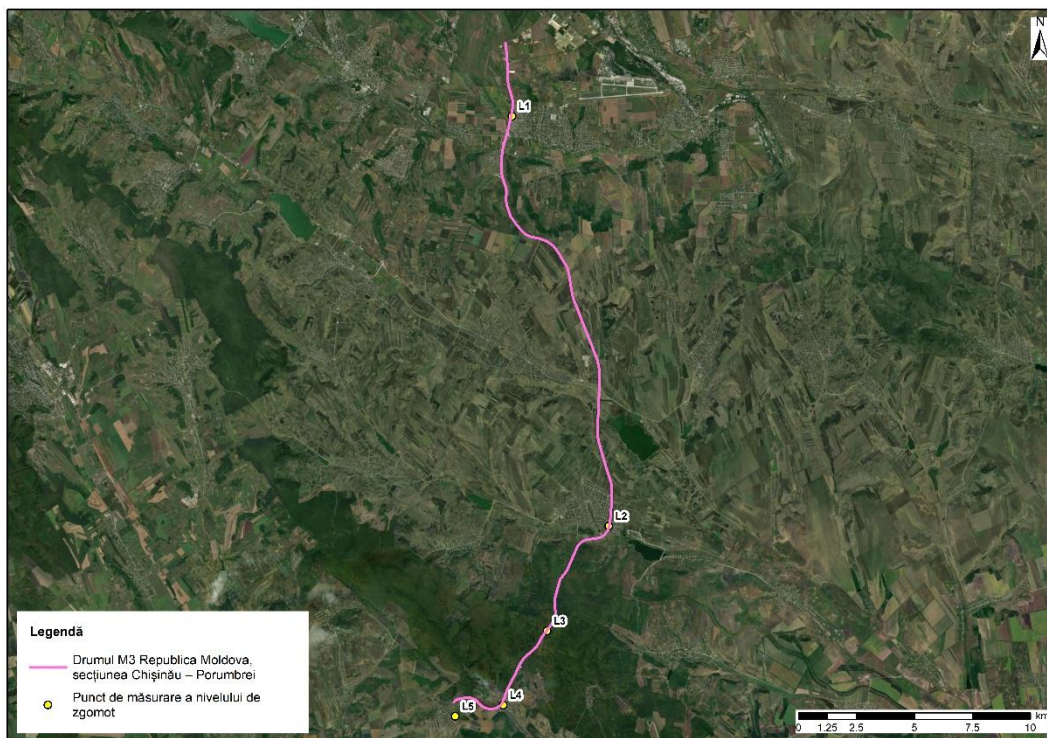 N
L1
L2
L3
L4
L5
Legendă
Drumul M3 Republica Moldova,
secțiunea Chișinău – Porumbrei
Punct de măsurare a nivelului de
zgomot
km
0 1.25 2.5 5 7.5 10